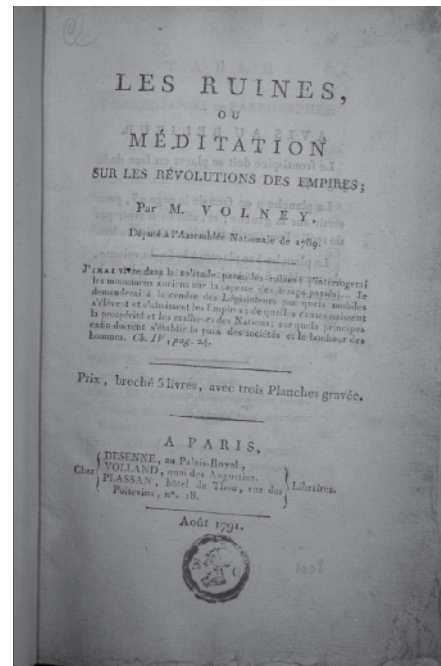 LES RUINES,
OU
MÉDITATION
SUR LES RÉVOLUTIONS DES EMPIRES;
Par M. VOLNEY,
Député à l'Assemblée Nationale de 1789.
J'IRAI vivre dans la solitude parmi les ruines: j'interrogerai
les monumens anciens sur la sagesse des temps passés... Je
demanderai à la cendre des Législateurs par quels mobiles
s'élèvent et s'abaissent les Empires; de quelles causes naissent
la prospérité et les malheurs des Nations; sur quels principes
enfin doivent s'établir la paix des sociétés et le bonheur des
hommes. Ch. IV, pag. 24.
Prix, broché 5 livres, avec trois Planches gravée.
A PARIS,
DESENNE, au Palais-Royal,
VOLLAND, quai des Augustins.
Chez PLASSAN, hôtel de Thou, rue des Libraires.
Poitevins, n°. 18.
Août 1791.